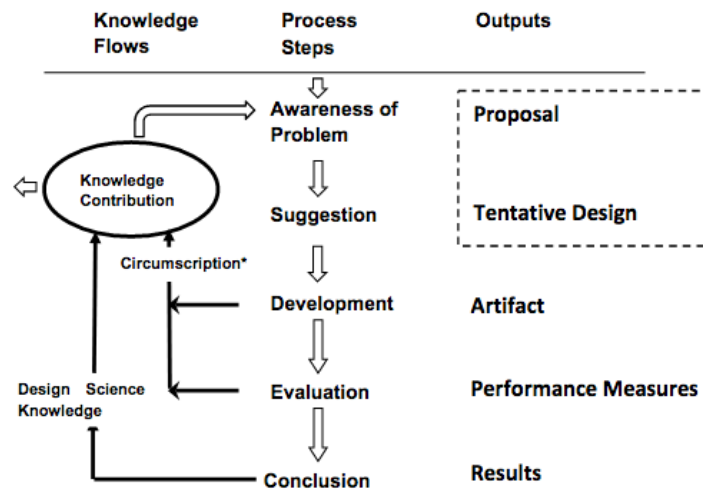 Knowledge Flows
Process Steps
Outputs
Awareness of
Problem
Proposal
Knowledge
Contribution
Suggestion
Tentative Design
Circumscription*
Development
Artifact
Design Science
Knowledge
Evaluation
Performance Measures
Conclusion
Results